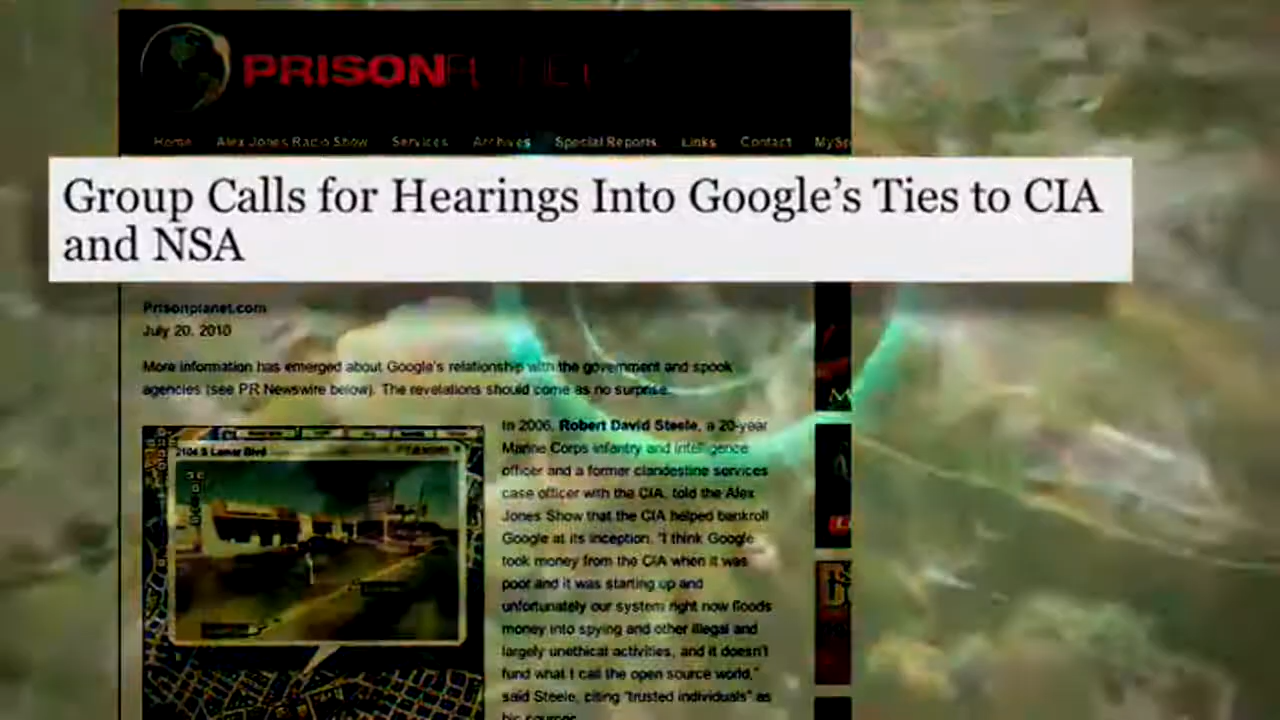 PRISON PLANET
Home Alex Jones Radio Show Services Archives Special Reports Links Contact MySp
Group Calls for Hearings Into Google's Ties to CIA
and NSA
Prisonplanet.com
July 20, 2010
More information has emerged about Google's relationship with the government and spook
agencies (see PR Newswire below). The revelations should come as no surprise.
2104 S Lamar Blvd
In 2006, Robert David Steele, a 20-year
Marine Corps infantry and intelligence
officer and a former clandestine services
case officer with the CIA, told the Alex
Jones Show that the CIA helped bankroll
Google at its inception. "I think Google
took money from the CIA when it was
poor and it was starting up and
unfortunately our system right now floods
money into spying and other illegal and
largely unethical activities, and it doesn't
fund what I call the open source world,"
said Steele, citing "trusted individuals" as
his sources